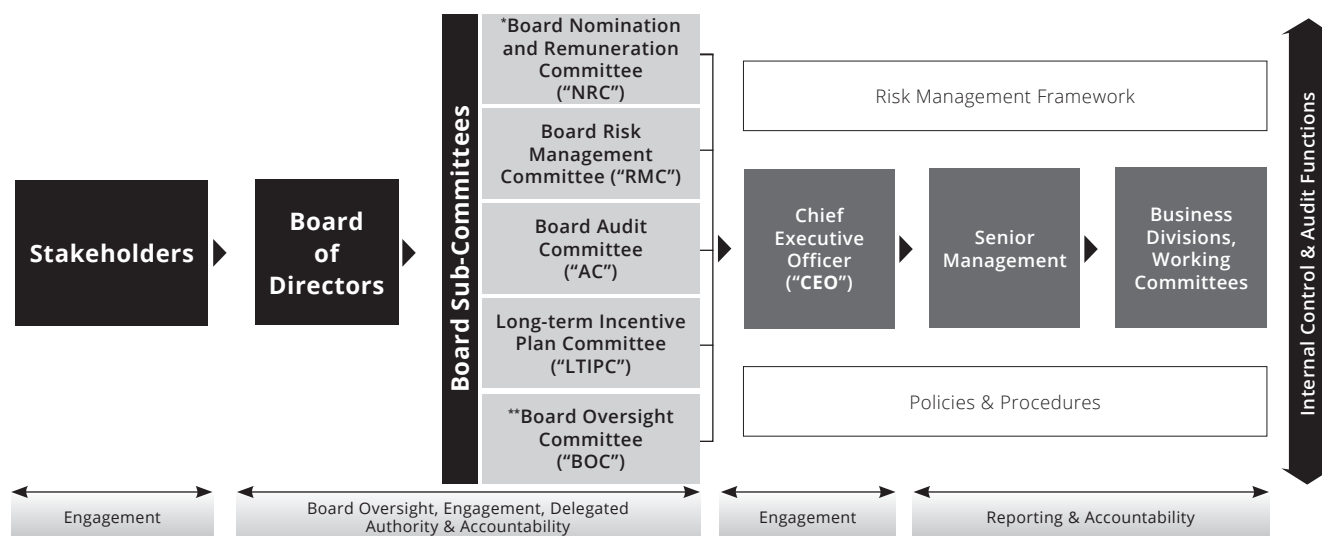 Stakeholders
Board
of
Directors
Board Sub-Committees
*Board Nomination
and Remuneration
Committee
(“NRC”)
Board Risk
Management
Committee (“RMC”)
Board Audit
Committee
(“AC”)
Long-term Incentive
Plan Committee
(“LTIPC”)
**Board Oversight
Committee
(“BOC”)
Risk Management Framework
Chief
Executive
Officer
(“CEO”)
Senior
Management
Business
Divisions,
Working
Committees
Policies & Procedures
Internal Control & Audit Functions
Engagement
Board Oversight, Engagement, Delegated
Authority & Accountability
Engagement
Reporting & Accountability